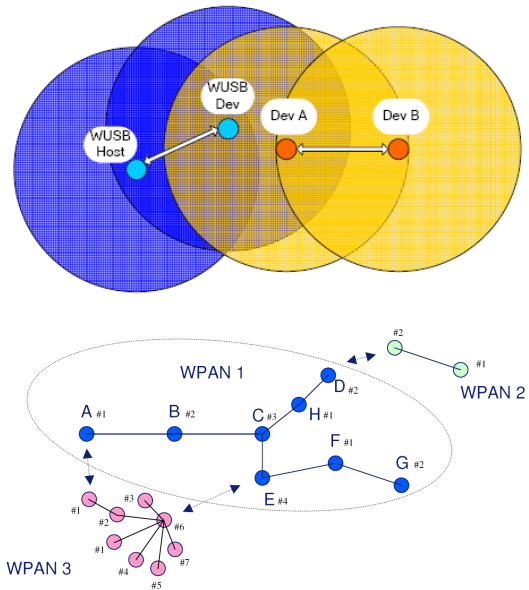 WUSB
Dev
Dev A
Dev B
WUSB
Host
#2
WPAN 1
#1
D #2
WPAN 2
A #1
B #2
C #3
H #1
F #1
G #2
E #4
#3
#1
#2
#6
#1
#7
#4
WPAN 3
#5